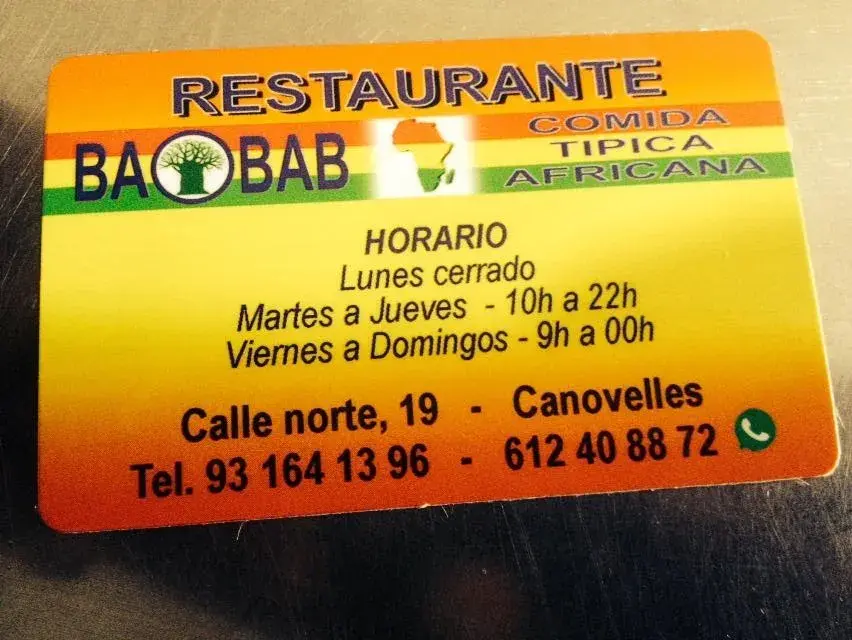 RESTAURANTE
BAOBAB
COMIDA
TIPICA
AFRICANA
HORARIO
Lunes cerrado
Martes a Jueves - 10h a 22h
Viernes a Domingos - 9h a 00h
Calle norte, 19 - Canovelles
Tel. 93 164 13 96 - 612 40 88 72